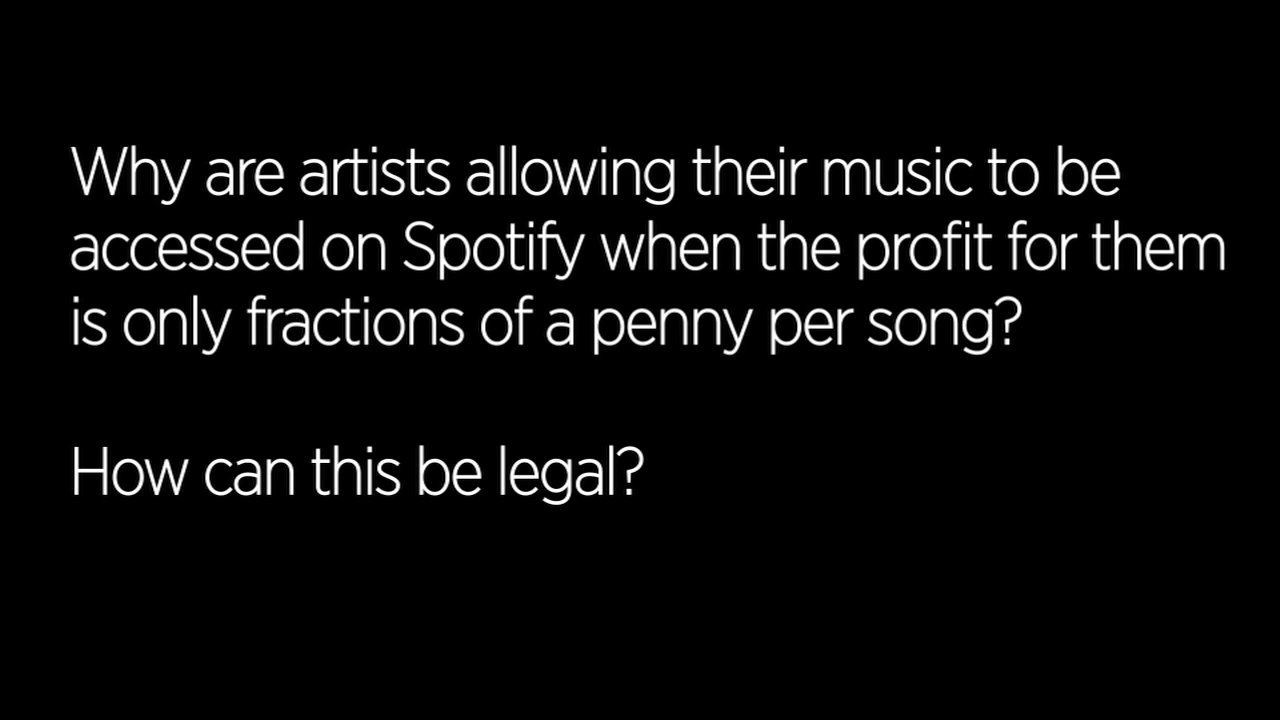 Why are artists allowing their music to be
accessed on Spotify when the profit for them
is only fractions of a penny per song?
How can this be legal?